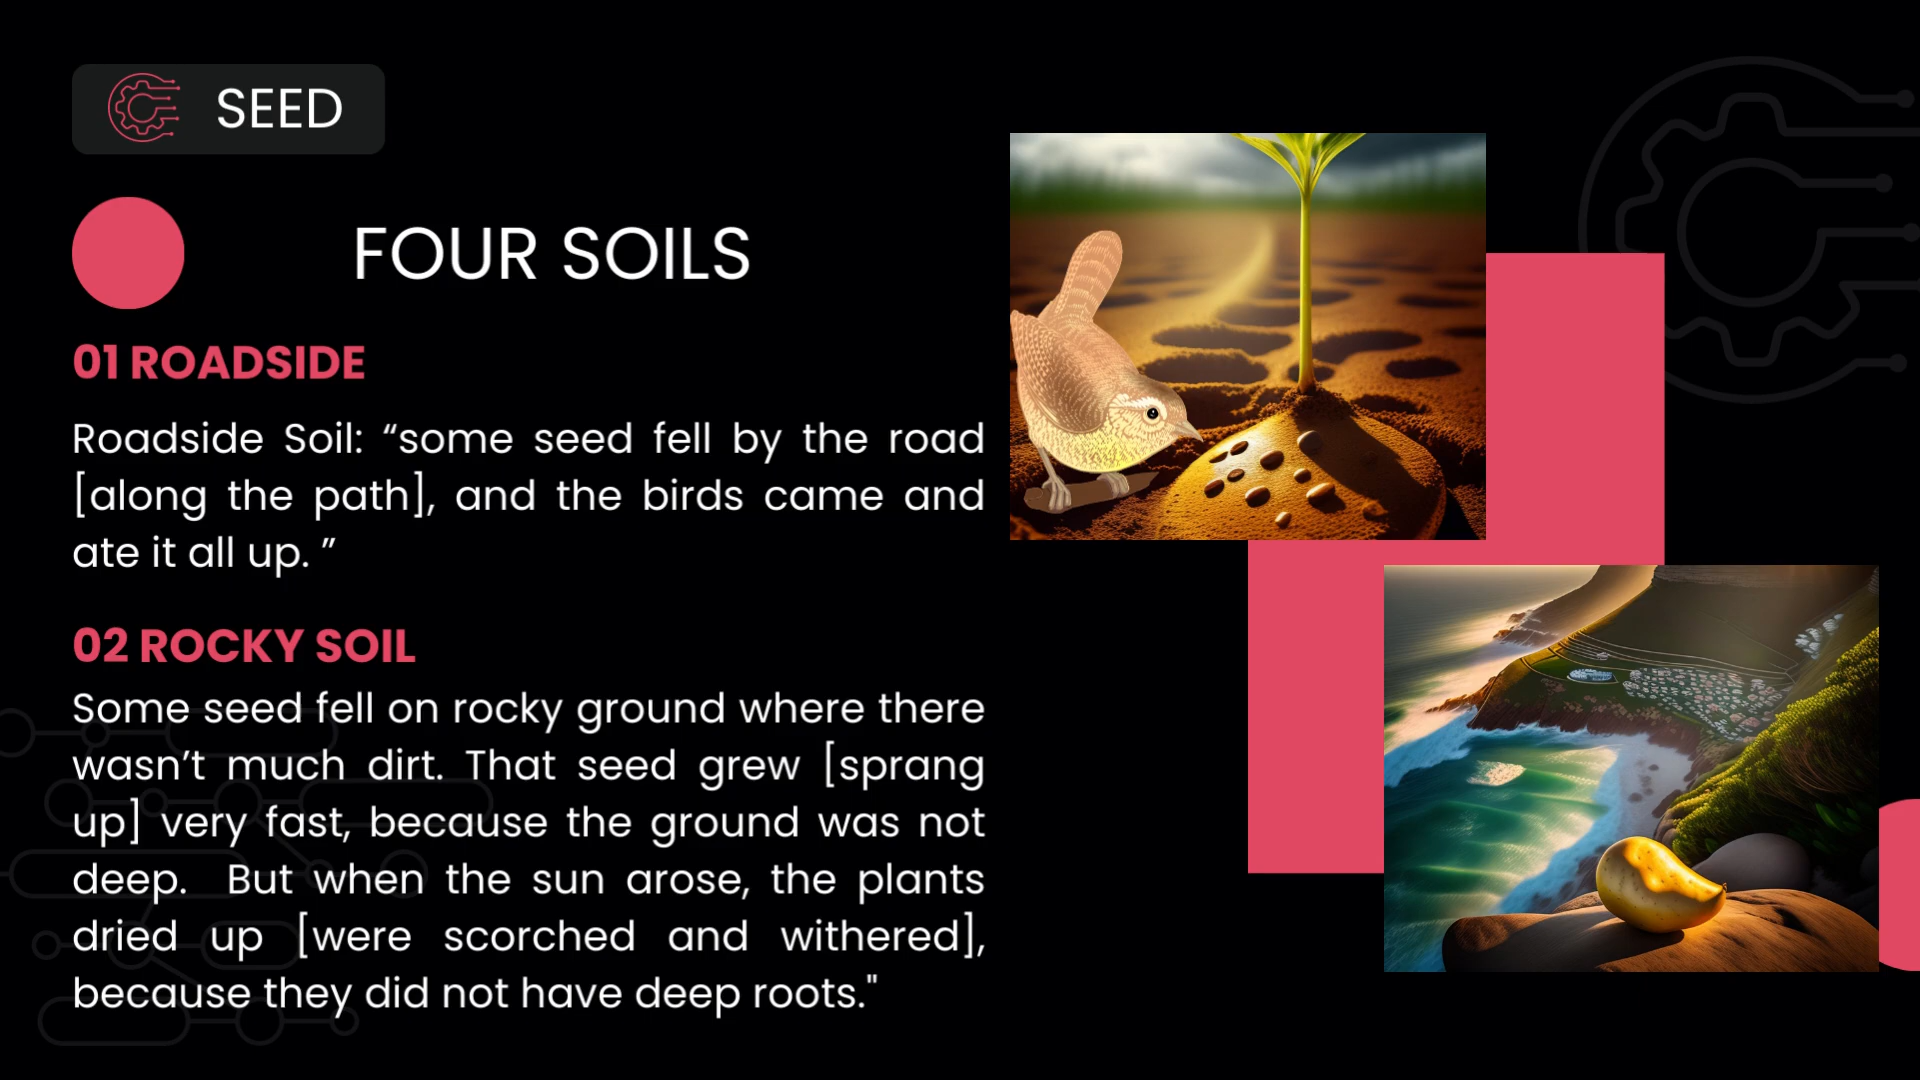 SEED
FOUR SOILS
01 ROADSIDE
Roadside Soil: “some seed fell by the road
[along the path], and the birds came and
ate it all up. ”
02 ROCKY SOIL
Some seed fell on rocky ground where there
wasn’t much dirt. That seed grew [sprang
up] very fast, because the ground was not
deep.  But when the sun arose, the plants
dried up [were scorched and withered],
because they did not have deep roots."